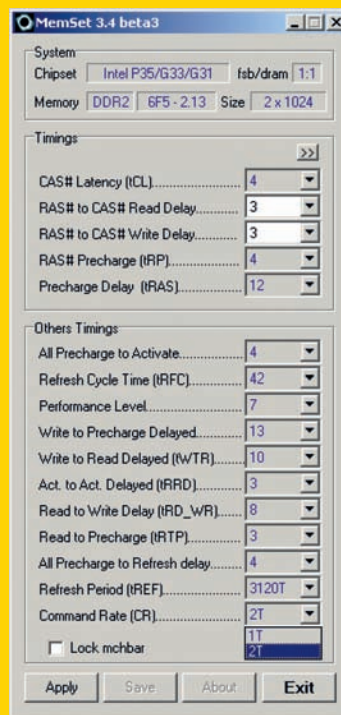 MemSet 3.4 beta3
System
Chipset Intel P35/G33/G31 fsb/dram 1:1
Memory DDR2 6F5 - 2.13 Size 2 x 1024
Timings
>>
CAS# Latency (tCL) 4
RAS# to CAS# Read Delay 3
RAS# to CAS# Write Delay 3
RAS# Precharge (tRP) 4
Precharge Delay (tRAS) 12
Others Timings
All Precharge to Activate 4
Refresh Cycle Time (tRFC) 42
Performance Level 7
Write to Precharge Delayed 13
Write to Read Delayed (tWTR) 10
Act. to Act. Delayed (tRRD) 3
Read to Write Delay (tRD_WR) 8
Read to Precharge (tRTP) 3
All Precharge to Refresh delay 4
Refresh Period (tREF) 3120T
Command Rate (CR) 2T
1T
2T
Lock mchbar
Apply Save About Exit